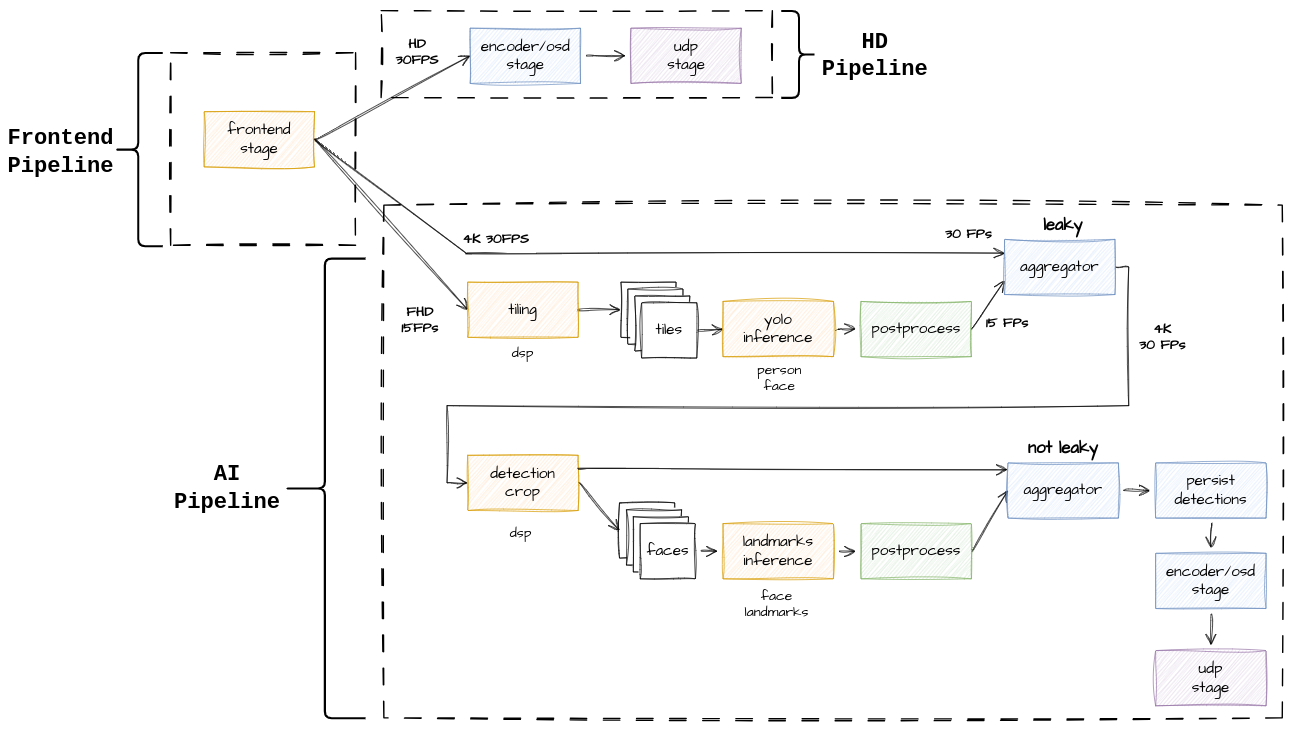 HD
30FPS
encoder/osd
stage
udp
stage
HD
Pipeline
Frontend
Pipeline
frontend
stage
4K 30FPS
30 FPs
leaky
aggregator
FHD
15FPs
tiling
dsp
tiles
yolo
inference
person
face
postprocess
15 FPs
4K
30 FPs
AI
Pipeline
detection
crop
dsp
faces
landmarks
inference
face
landmarks
postprocess
not leaky
aggregator
persist
detections
encoder/osd
stage
udp
stage